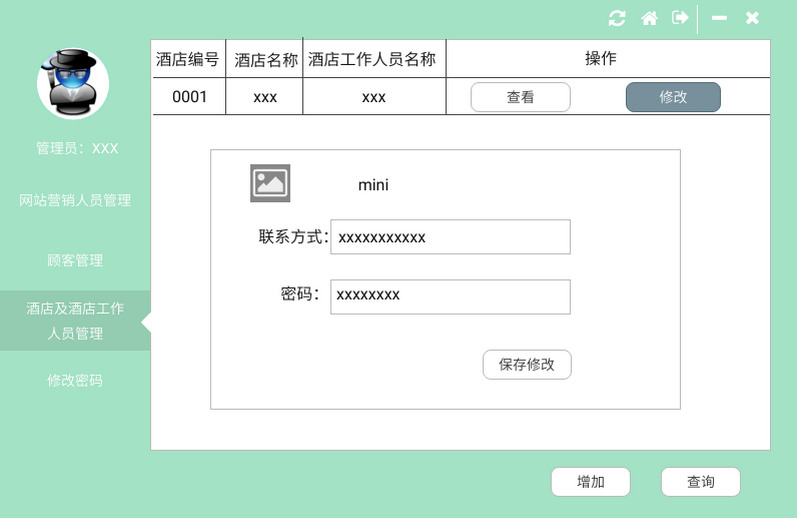 酒店编号 酒店名称 酒店工作人员名称 操作
0001 xxx xxx 查看 修改
管理员：XXX
网站营销人员管理
顾客管理
酒店及酒店工作
人员管理
修改密码
mini
联系方式： xxxxxxxxxxx
密码： xxxxxxxx
保存修改
增加 查询